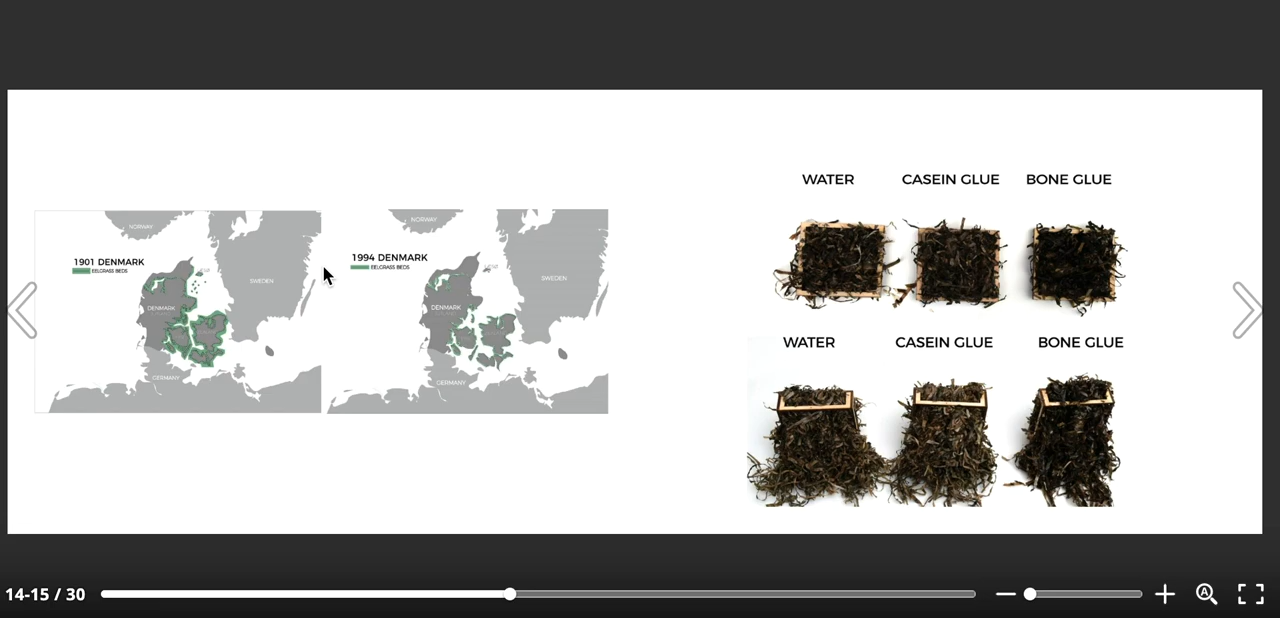 1901 DENMARK
EELGRASS BEDS
NORWAY
SWEDEN
DENMARK
GERMANY
1994 DENMARK
EELGRASS BEDS
NORWAY
SWEDEN
DENMARK
GERMANY
WATER CASEIN GLUE BONE GLUE
WATER CASEIN GLUE BONE GLUE
14-15 / 30